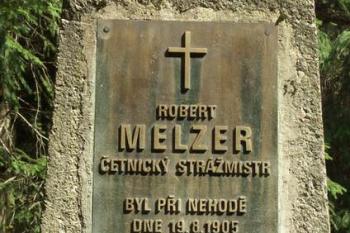 ROBERT
MELZER
ČETNICKÝ STRÁŽMISTR
BYL PŘI NEHODĚ
DNE 19.8.1905